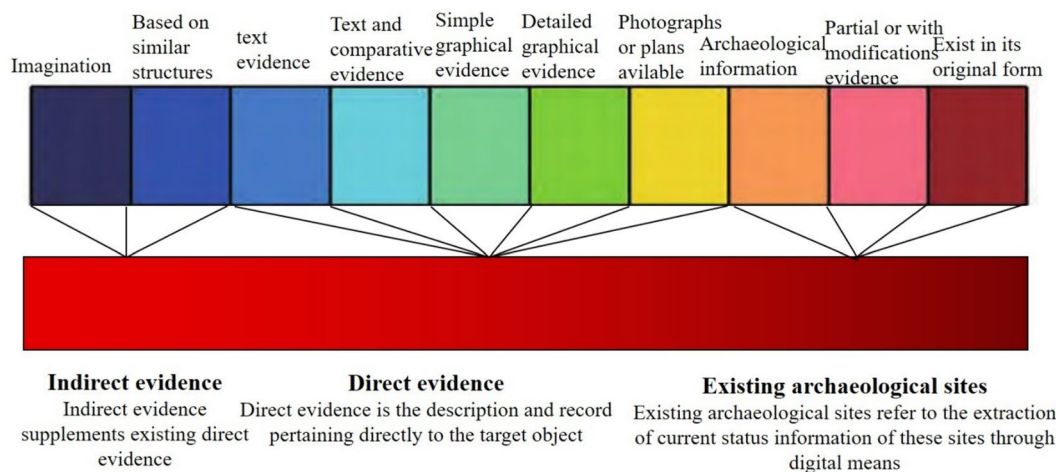 Imagination
Based on
similar
structures
text
evidence
Text and
comparative
evidence
Simple
graphical
evidence
Detailed
graphical
evidence
Photographs
or plans
avilable
Archaeological
information
Partial or with
modifications
evidence
Exist in its
original form
Indirect evidence
Indirect evidence
supplements existing direct
evidence
Direct evidence
Direct evidence is the description and record
pertaining directly to the target object
Existing archaeological sites
Existing archaeological sites refer to the extraction
of current status information of these sites through
digital means